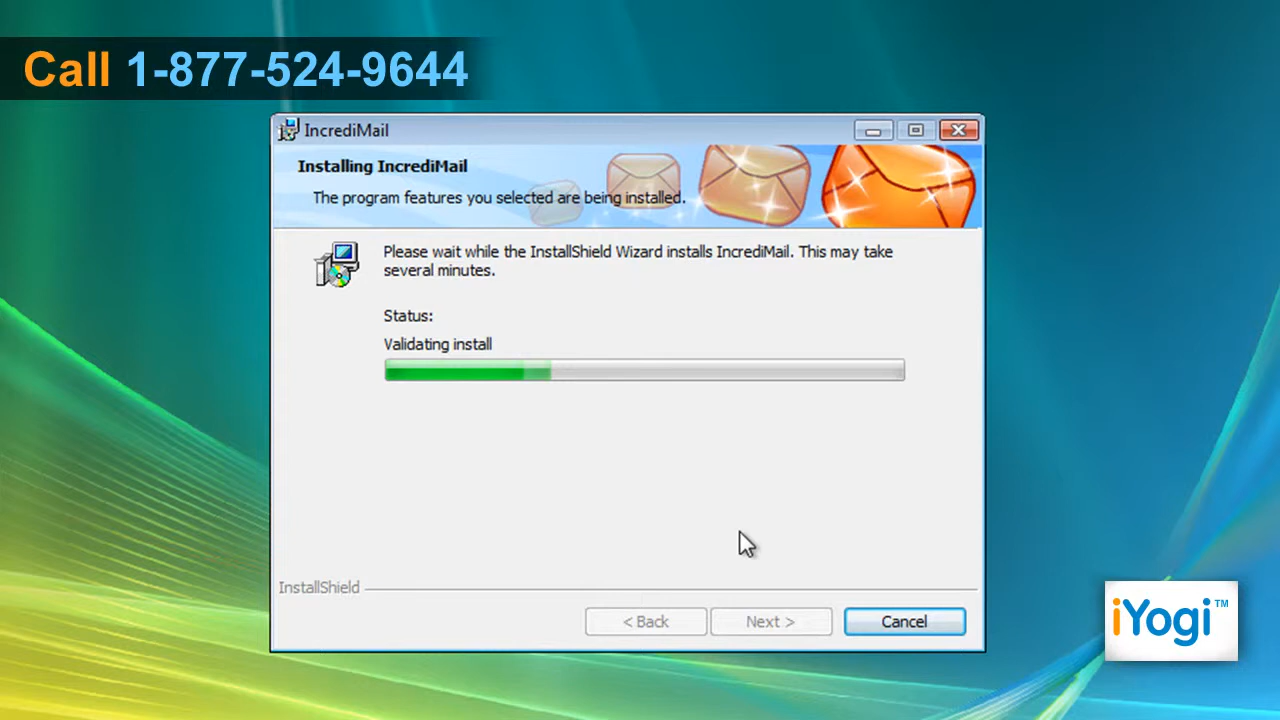 Call 1-877-524-9644
IncrediMail
Installing IncrediMail
The program features you selected are being installed.
Please wait while the InstallShield Wizard installs IncrediMail. This may take
several minutes.
Status:
Validating install
InstallShield
< Back
Next >
Cancel
iYogi™